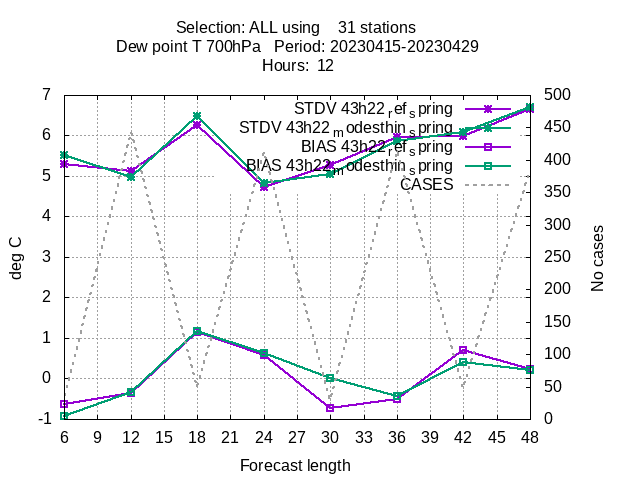 Selection: ALL using    31 stations
Dew point T 700hPa   Period: 20230415-20230429
Hours: 12
7
6
5
4
3
2
1
0
-1
500
450
400
350
300
250
200
150
100
50
0
STDV 43h22_ref_spring
STDV 43h22_modesthin_spring
BIAS 43h22_ref_spring
BIAS 43h22_modesthin_spring
CASES
deg C
No cases
6 9 12 15 18 21 24 27 30 33 36 39 42 45 48
Forecast length